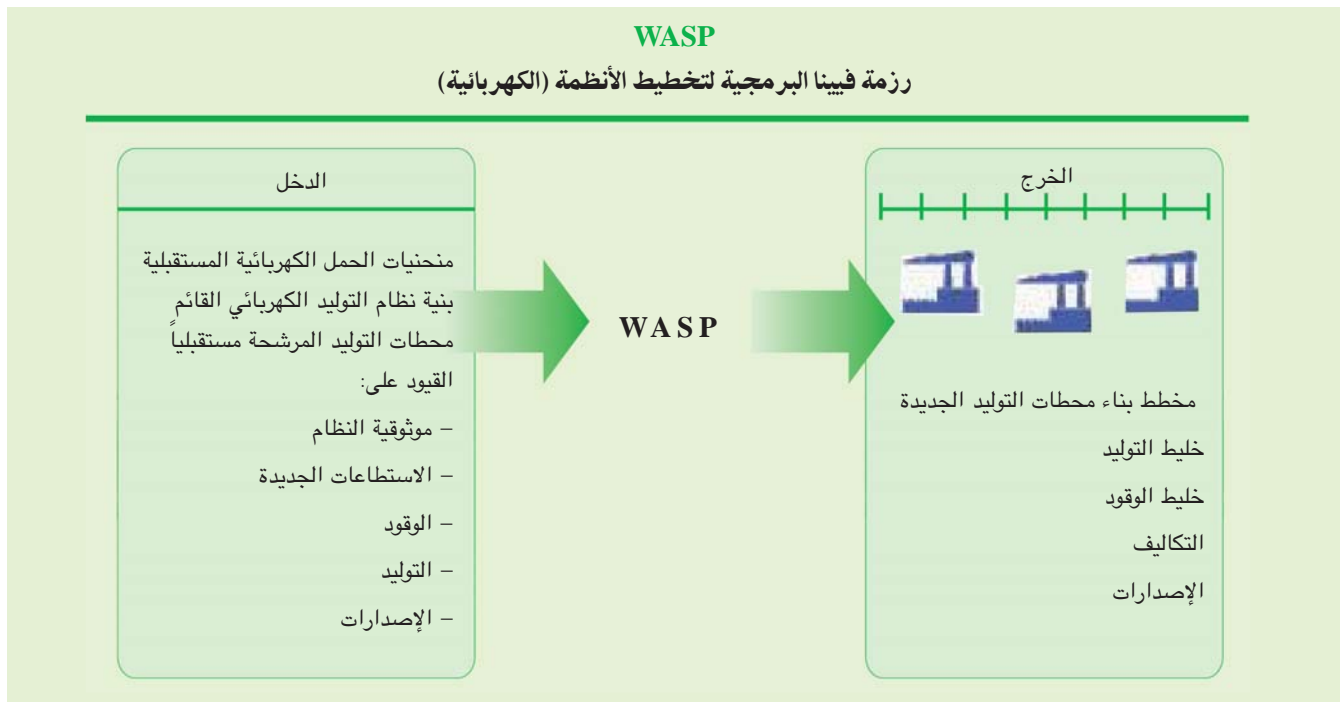 WASP
رزمة فيينا البرمجية لتخطيط الأنظمة (الكهربائية)
الدخل
منحنيات الحمل الكهربائية المستقبلية
بنية نظام التوليد الكهربائي القائم
محطات التوليد المرشحة مستقبلياً
القيود على:
– موثوقية النظام
– الاستطاعات الجديدة
– الوقود
– التوليد
– الإصدارات
WASP
الخرج
مخطط بناء محطات التوليد الجديدة
خليط التوليد
خليط الوقود
التكاليف
الإصدارات